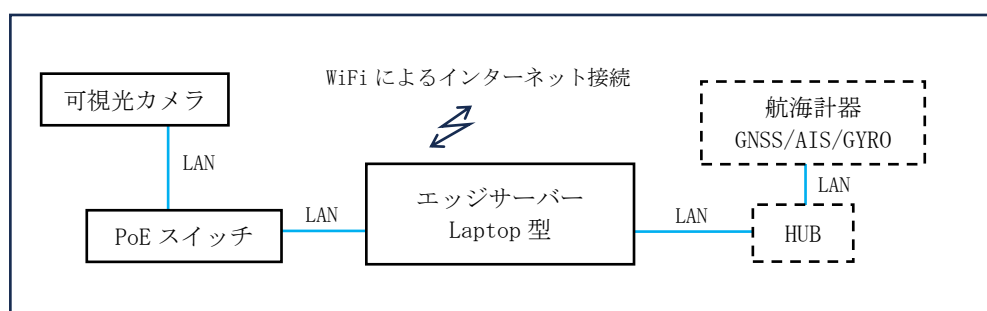 WiFi によるインターネット接続
可視光カメラ
航海計器
GNSS/AIS/GYRO
LAN
LAN
エッジサーバー
Laptop 型
LAN
LAN
PoE スイッチ
HUB